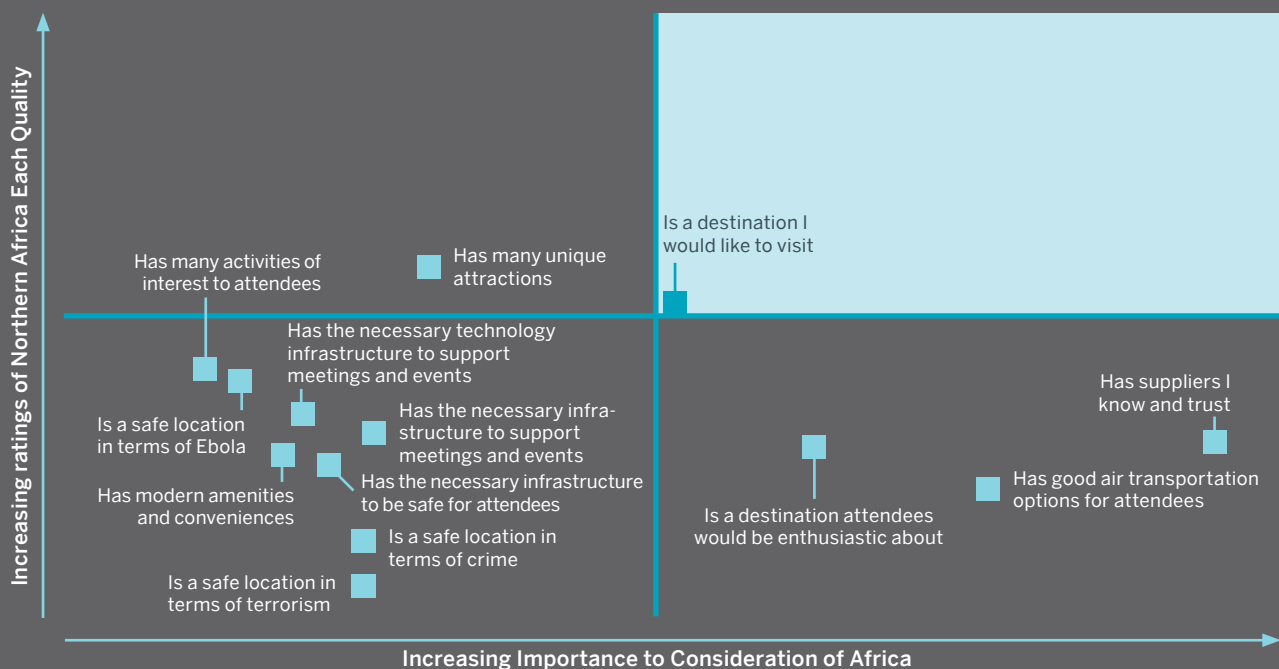 Increasing ratings of Northern Africa Each Quality
Is a destination I
would like to visit
Has many activities of
interest to attendees
Has many unique
attractions
Has the necessary technology
infrastructure to support
meetings and events
Has suppliers I
know and trust
Is a safe location
in terms of Ebola
Has the necessary infra-
structure to support
meetings and events
Has modern amenities
and conveniences
Has the necessary infrastructure
to be safe for attendees
Has good air transportation
options for attendees
Is a destination attendees
would be enthusiastic about
Is a safe location in
terms of crime
Is a safe location in
terms of terrorism
Increasing Importance to Consideration of Africa